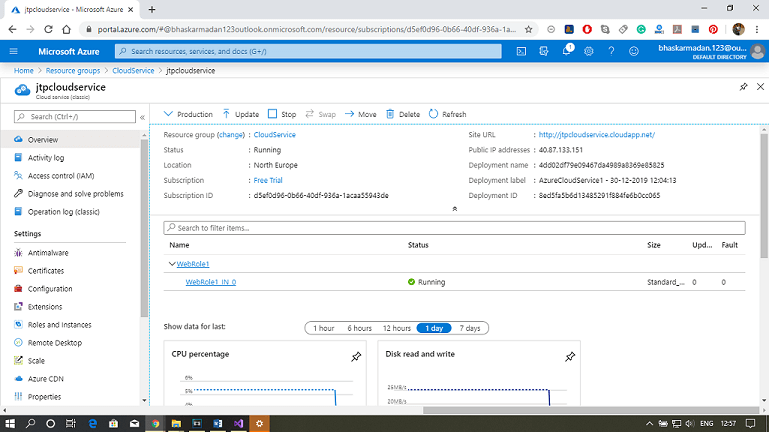 jtpcloudservice - Microsoft Azu
portal.azure.com/#@bhaskarmadan123outlook.onmicrosoft.com/resource/subscriptions/d5ef0d96-0b66-40df-936a-1a...
Microsoft Azure
Search resources, services, and docs (G+/)
bhaskarmadan.123@ou...
DEFAULT DIRECTORY
Home > Resource groups > CloudService > jtpcloudservice
jtpcloudservice
Cloud service (classic)
Search (Ctrl+/)
Production Update Stop Swap Move Delete Refresh
Overview
Activity log
Access control (IAM)
Diagnose and solve problems
Operation log (classic)
Settings
Antimalware
Certificates
Configuration
Extensions
Roles and Instances
Remote Desktop
Scale
Azure CDN
Properties
Resource group (change) : CloudService
Status : Running
Location : North Europe
Subscription : Free Trial
Subscription ID : d5ef0d96-0b66-40df-936a-1acaa55943de
Site URL : http://jtpcloudservice.cloudapp.net/
Public IP addresses : 40.87.133.151
Deployment name : 4dd02df79e09467da4989a8369e85825
Deployment label : AzureCloudService1 - 30-12-2019 12:04:13
Deployment ID : 8ed5fa5b6d13485291f884fe6b0cc065
Search to filter items...
Name Status Size Upd... Fault
WebRole1
WebRole1_IN_0 Running Standard_... 0 0
Show data for last: 1 hour 6 hours 12 hours 1 day 7 days
CPU percentage
6%
5%
4%
Disk read and write
25MB/s
20MB/s
ENG 12:57